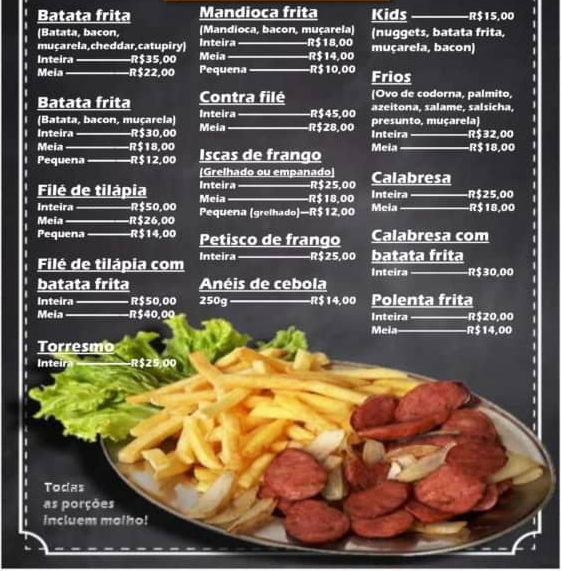 Batata frita
(Batata, bacon,
muçarela,cheddar,catupiry)
Inteira R$35,00
Meia R$22,00
Batata frita
(Batata, bacon, muçarela)
Inteira R$30,00
Meia R$18,00
Pequena R$12,00
Filé de tilápia
Inteira R$50,00
Meia R$26,00
Pequena R$14,00
Filé de tilápia com
batata frita
Inteira R$50,00
Meia R$40,00
Torresmo
Inteira R$25,00
Mandioca frita
(Mandioca, bacon, muçarela)
Inteira R$18,00
Meia R$14,00
Pequena R$10,00
Contra filé
Inteira R$45,00
Meia R$28,00
Iscas de frango
(Grelhado ou empanado)
Inteira R$25,00
Meia R$18,00
Pequena (grelhado) R$12,00
Petisco de frango
Inteira R$25,00
Anéis de cebola
250g R$14,00
Kids R$15,00
(nuggets, batata frita,
muçarela, bacon)
Frios
(Ovo de codorna, palmito,
azeitona, salame, salsicha,
presunto, muçarela)
Inteira R$32,00
Meia R$18,00
Calabresa
Inteira R$25,00
Meia R$18,00
Calabresa com
batata frita
Inteira R$30,00
Polenta frita
Inteira R$20,00
Meia R$14,00
Todas
as porções
incluem molho!